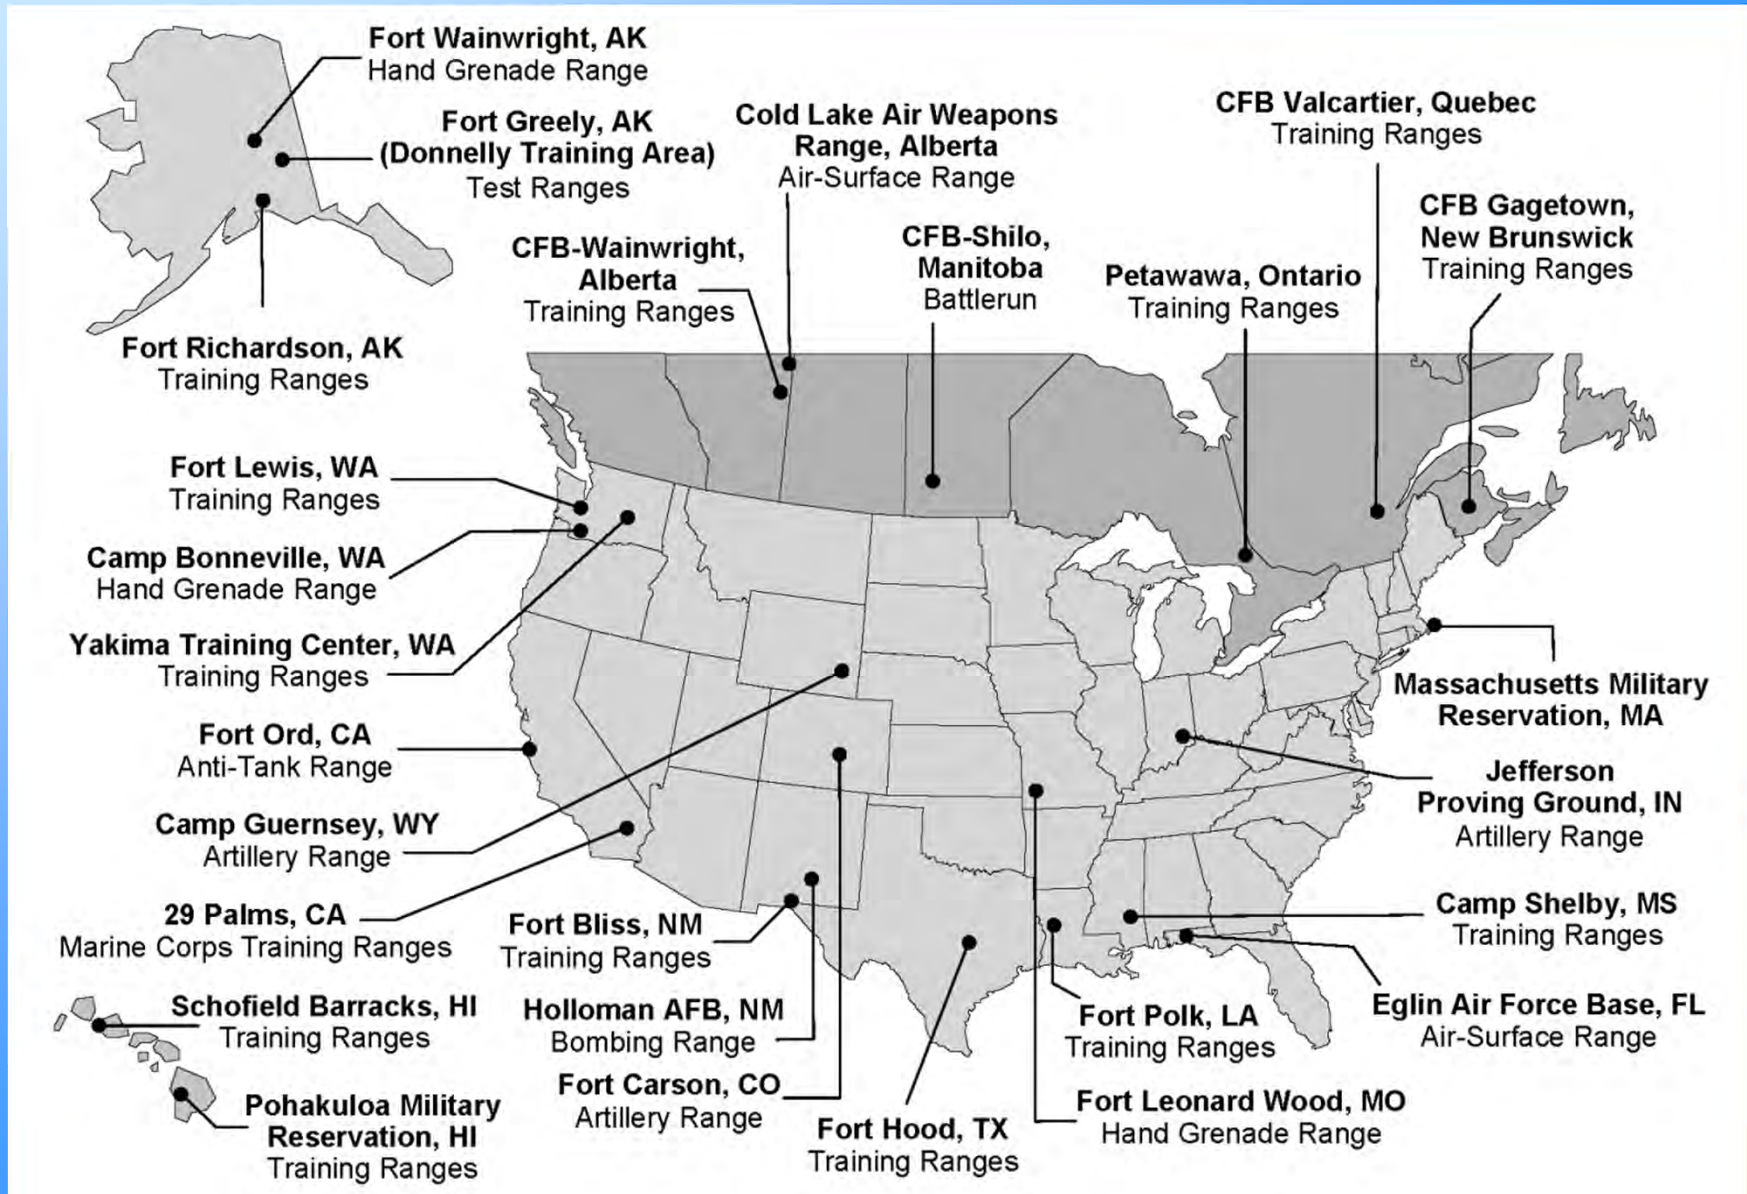 Fort Wainwright, AK
Hand Grenade Range
Fort Greely, AK
(Donnelly Training Area)
Test Ranges
Fort Richardson, AK
Training Ranges
Cold Lake Air Weapons
Range, Alberta
Air-Surface Range
CFB-Wainwright,
Alberta
Training Ranges
CFB-Shilo,
Manitoba
Battlerun
CFB Valcartier, Quebec
Training Ranges
Petawawa, Ontario
Training Ranges
CFB Gagetown,
New Brunswick
Training Ranges
Fort Lewis, WA
Training Ranges
Camp Bonneville, WA
Hand Grenade Range
Yakima Training Center, WA
Training Ranges
Fort Ord, CA
Anti-Tank Range
Camp Guernsey, WY
Artillery Range
29 Palms, CA
Marine Corps Training Ranges
Schofield Barracks, HI
Training Ranges
Pohakuloa Military
Reservation, HI
Training Ranges
Fort Bliss, NM
Training Ranges
Holloman AFB, NM
Bombing Range
Fort Carson, CO
Artillery Range
Fort Hood, TX
Training Ranges
Massachusetts Military
Reservation, MA
Jefferson
Proving Ground, IN
Artillery Range
Camp Shelby, MS
Training Ranges
Eglin Air Force Base, FL
Air-Surface Range
Fort Polk, LA
Training Ranges
Fort Leonard Wood, MO
Hand Grenade Range